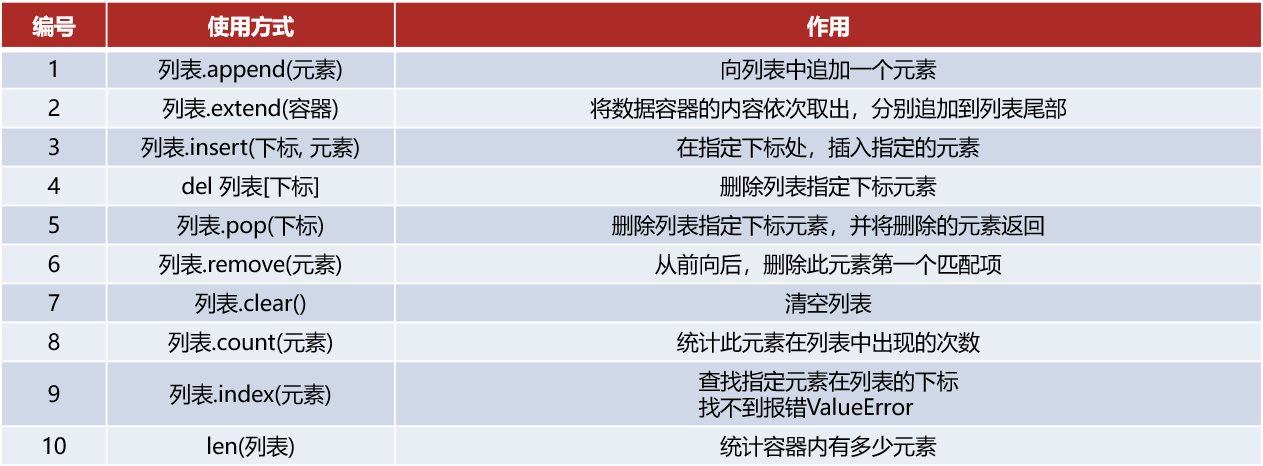 编号 使用方式 作用
1 列表.append(元素) 向列表中追加一个元素
2 列表.extend(容器) 将数据容器的内容依次取出，分别追加到列表尾部
3 列表.insert(下标, 元素) 在指定下标处，插入指定的元素
4 del 列表[下标] 删除列表指定下标元素
5 列表.pop(下标) 删除列表指定下标元素，并将删除的元素返回
6 列表.remove(元素) 从前向后，删除此元素第一个匹配项
7 列表.clear() 清空列表
8 列表.count(元素) 统计此元素在列表中出现的次数
9 列表.index(元素) 查找指定元素在列表的下标
找不到报错ValueError
10 len(列表) 统计容器内有多少元素